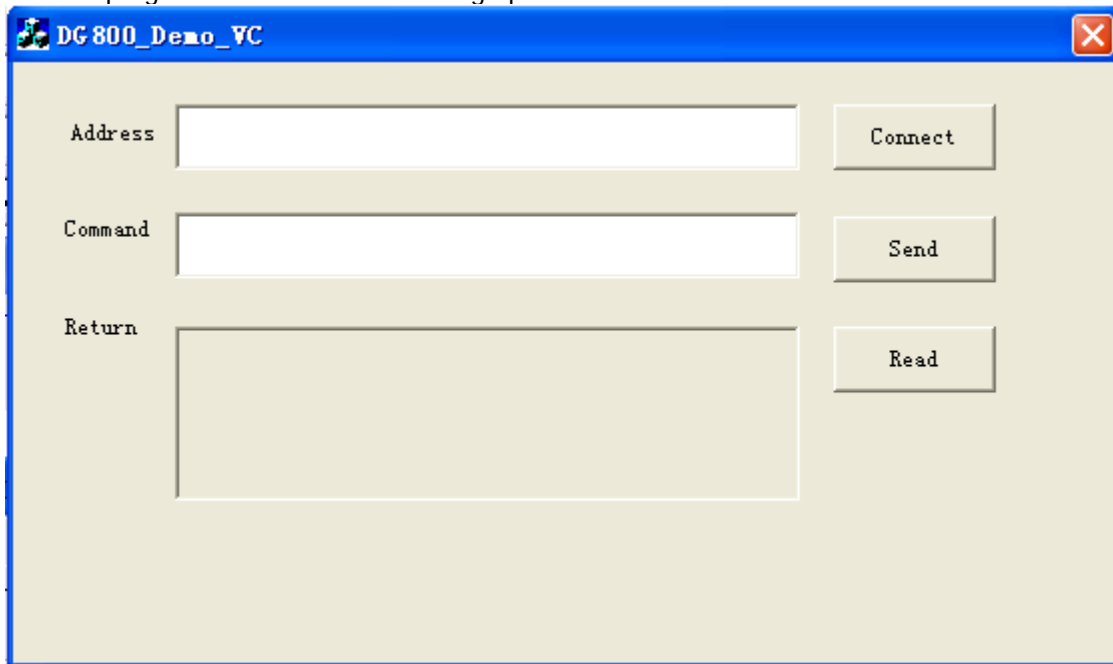 DG800_Demo_VC
Address
Connect
Command
Send
Return
Read